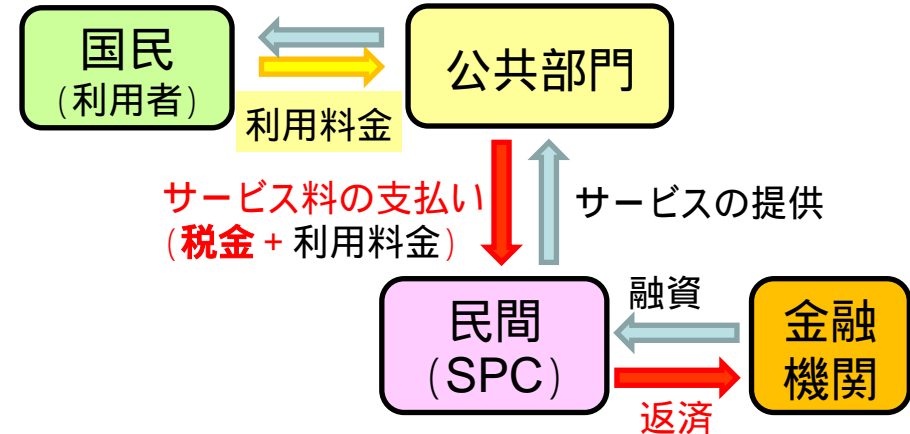 国民
(利用者)
公共部門
利用料金
サービス料の支払い
(税金+利用料金)
サービスの提供
民間
(SPC)
融資
金融
機関
返済